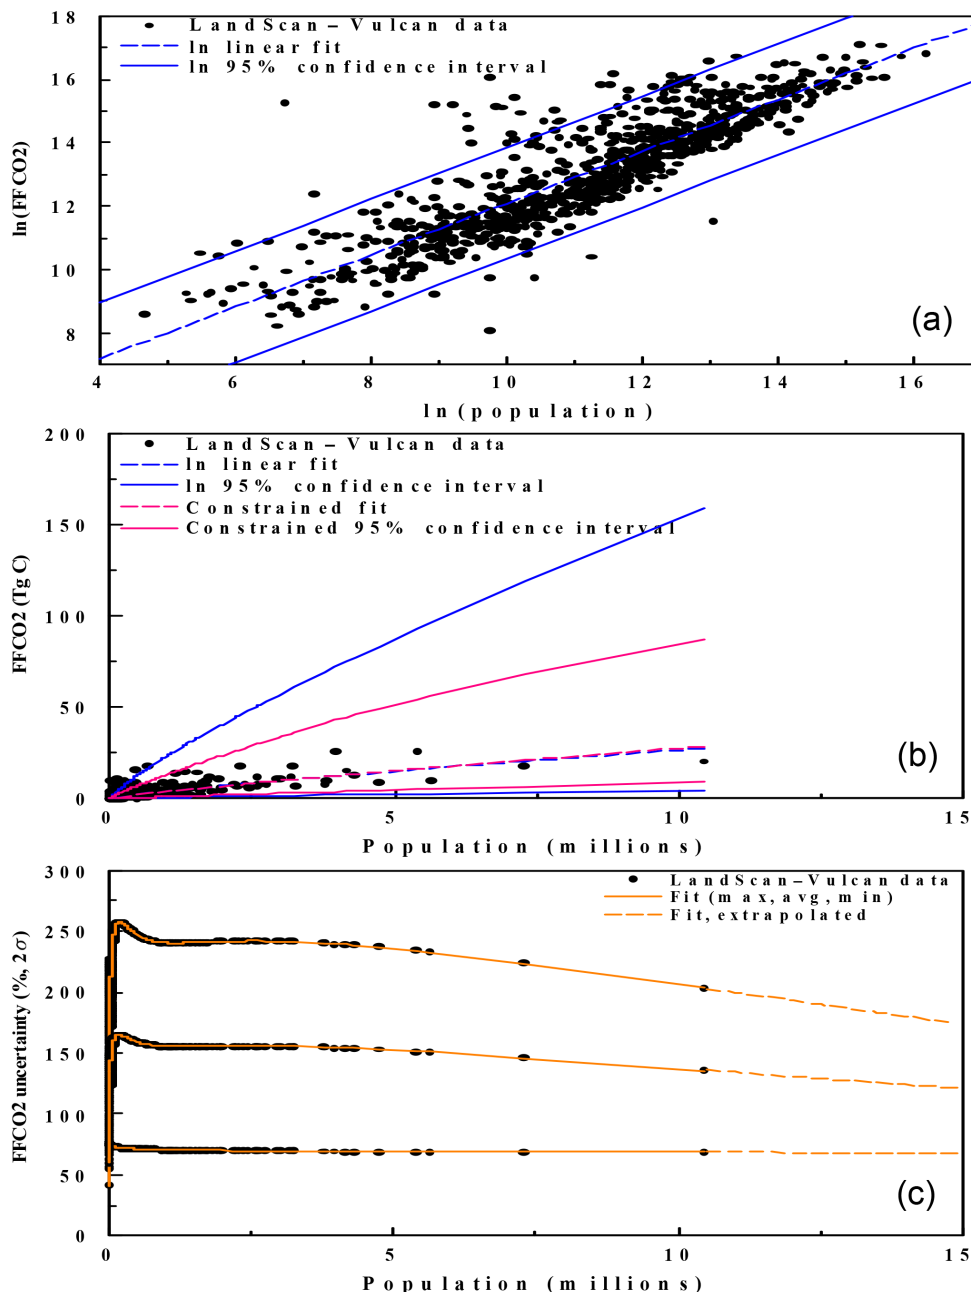 18
16
14
12
10
8
ln(FFCO2)
LandScan–Vulcan data
ln linear fit
ln 95% confidence interval
(a)
4 6 8 10 12 14 16
ln(population)
200
150
100
50
0
FFCO2 (Tg C)
LandScan–Vulcan data
ln linear fit
ln 95% confidence interval
Constrained fit
Constrained 95% confidence interval
(b)
0 5 10 15
Population (millions)
300
250
200
150
100
50
0
FFCO2 uncertainty (%, 2σ)
LandScan–Vulcan data
Fit (max, avg, min)
Fit, extrapolated
(c)
0 5 10 15
Population (millions)